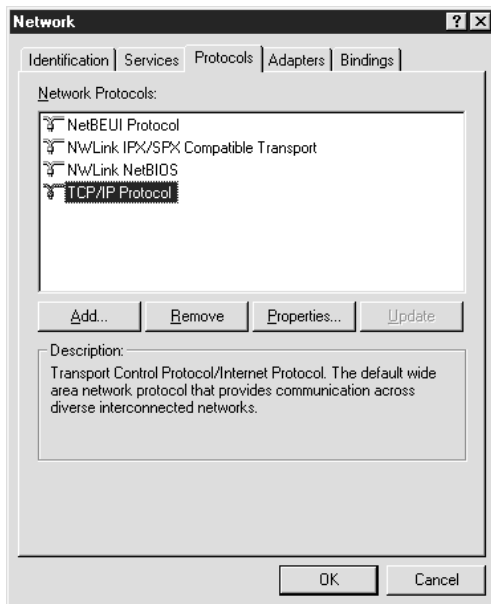 Network
Identification Services Protocols Adapters Bindings
Network Protocols:
NetBEUI Protocol
NWLink IPX/SPX Compatible Transport
NWLink NetBIOS
TCP/IP Protocol
Add... Remove Properties... Update
Description:
Transport Control Protocol/Internet Protocol. The default wide
area network protocol that provides communication across
diverse interconnected networks.
OK Cancel